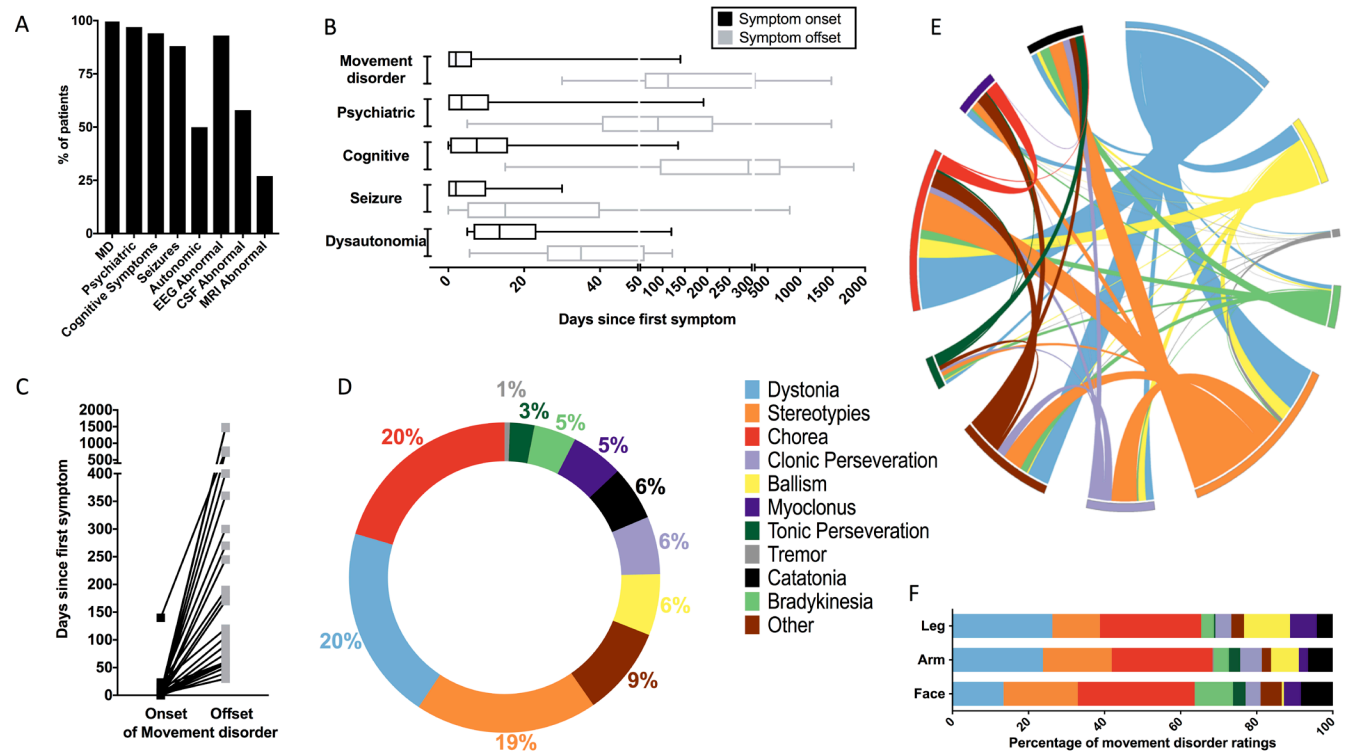 A
% of patients
100
75
50
25
0
MD
Psychiatric
Cognitive Symptoms
Seizures
Autonomic
EEG Abnormal
CSF Abnormal
MRI Abnormal
B
Symptom onset
Symptom offset
Movement
disorder
Psychiatric
Cognitive
Seizure
Dysautonomia
0
20
40
50
100
150
200
250
300
500
1000
1500
2000
Days since first symptom
C
Days since first symptom
2000
1500
1000
500
400
350
300
250
200
150
100
50
0
Onset
Offset
of Movement disorder
D
1%
3%
5%
5%
6%
6%
6%
9%
19%
20%
20%
Dystonia
Stereotypies
Chorea
Clonic Perseveration
Ballism
Myoclonus
Tonic Perseveration
Tremor
Catatonia
Bradykinesia
Other
E
F
Leg
Arm
Face
0
20
40
60
80
100
Percentage of movement disorder ratings